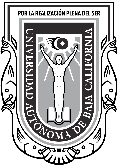 POR LA REALIZACIÓN PLENA DEL SER
UNIVERSIDAD AUTÓNOMA DE BAJA CALIFORNIA